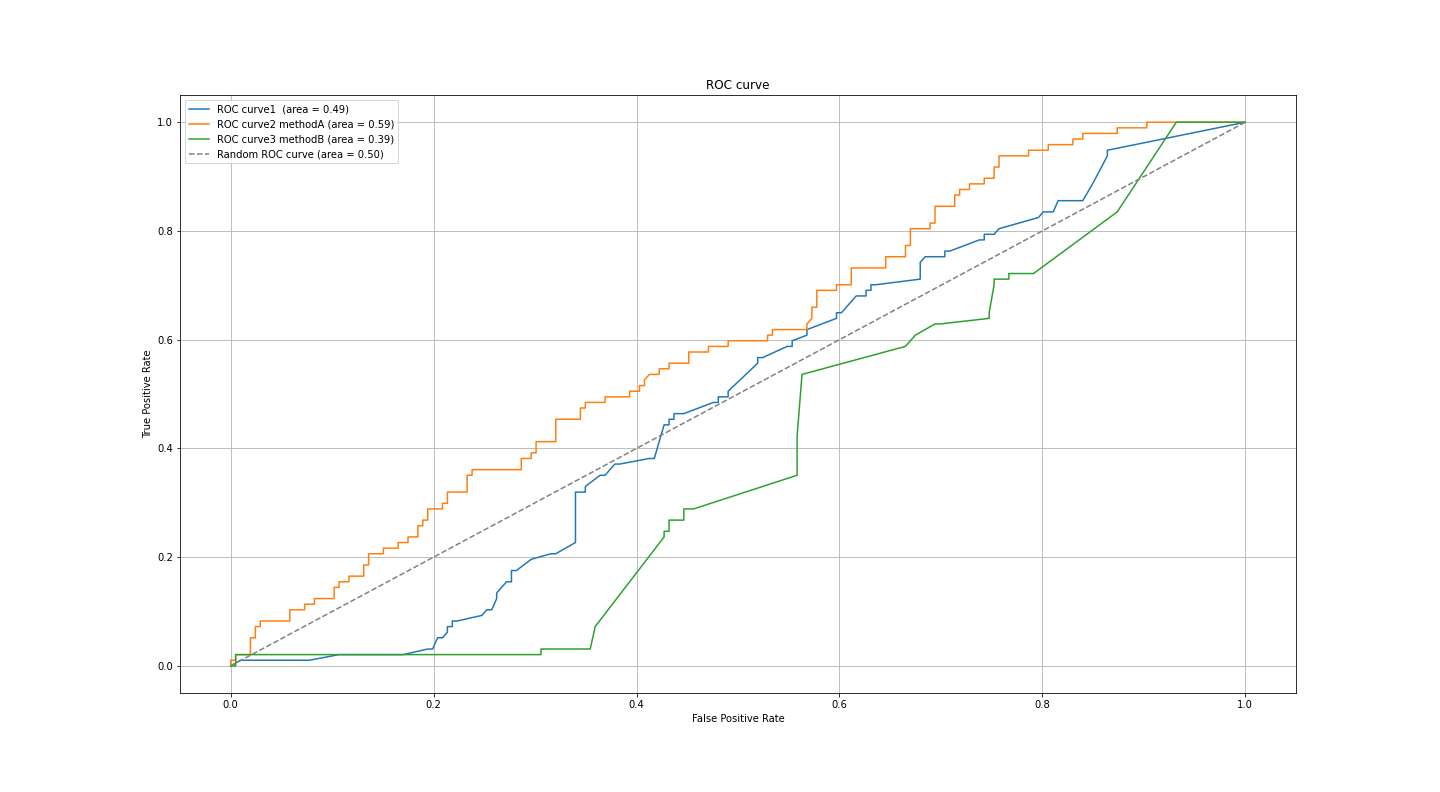 ROC curve
ROC curve1  (area = 0.49)
ROC curve2 methodA (area = 0.59)
ROC curve3 methodB (area = 0.39)
Random ROC curve (area = 0.50)
1.0
0.8
0.6
0.4
0.2
0.0
True Positive Rate
0.0 0.2 0.4 0.6 0.8 1.0
False Positive Rate